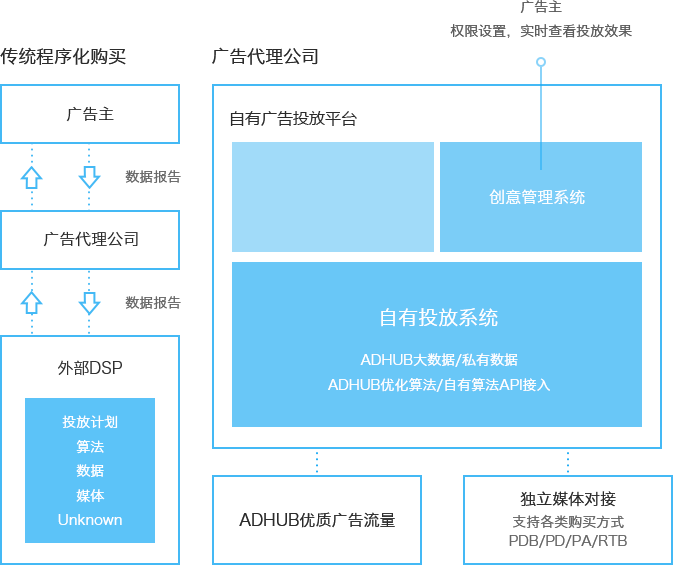 传统程序化购买
广告主
数据报告
广告代理公司
数据报告
外部DSP
投放计划
算法
数据
媒体
Unknown
广告主
权限设置，实时查看投放效果
广告代理公司
自有广告投放平台
创意管理系统
自有投放系统
ADHUB大数据/私有数据
ADHUB优化算法/自有算法API接入
ADHUB优质广告流量
独立媒体对接
支持各类购买方式
PDB/PD/PA/RTB